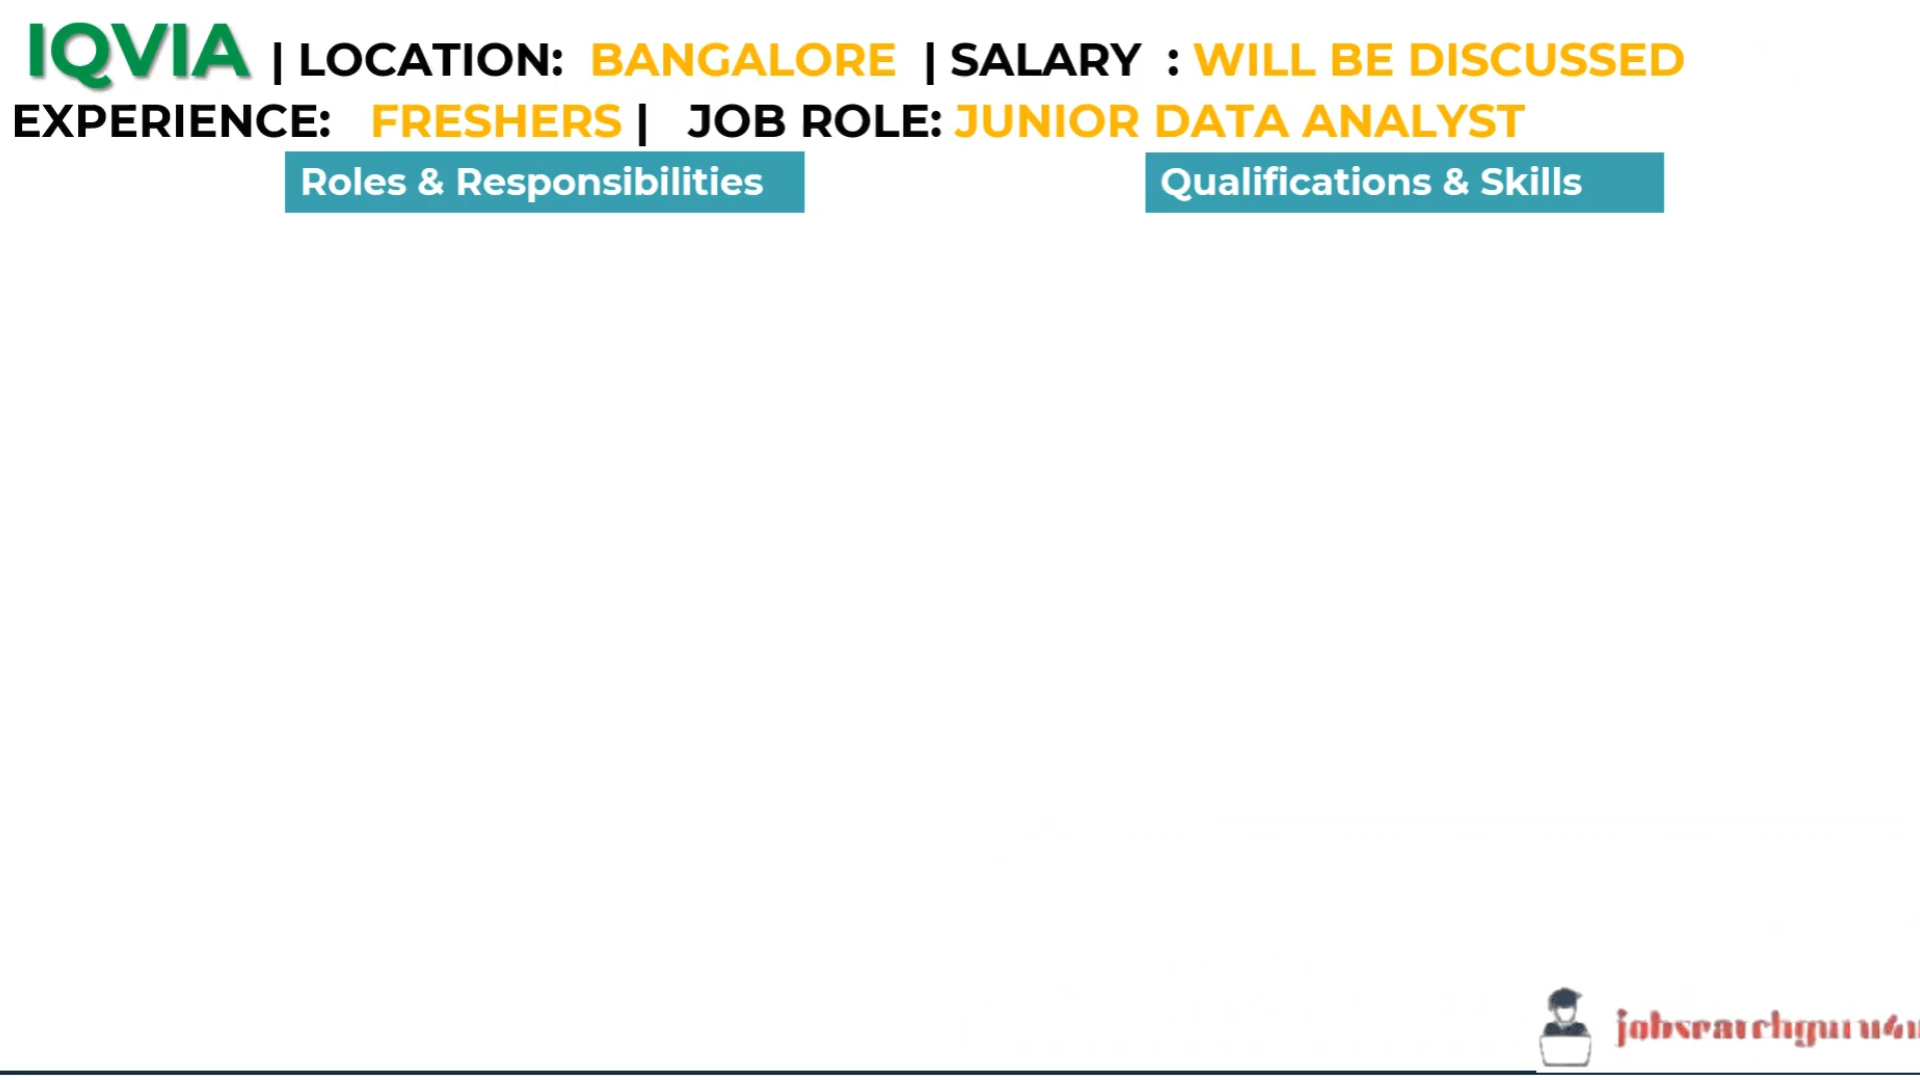 IQVIA | LOCATION: BANGALORE | SALARY : WILL BE DISCUSSED
EXPERIENCE: FRESHERS | JOB ROLE: JUNIOR DATA ANALYST
Roles & Responsibilities
Qualifications & Skills